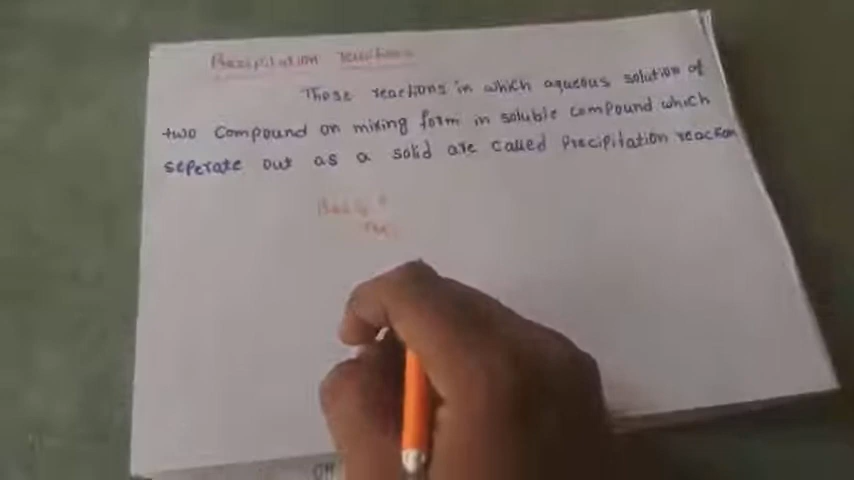 Precipitation reactions
Those reactions in which aqueous solution of
two compound on mixing form in soluble compound which
seperate out as a solid are called Precipitation reaction